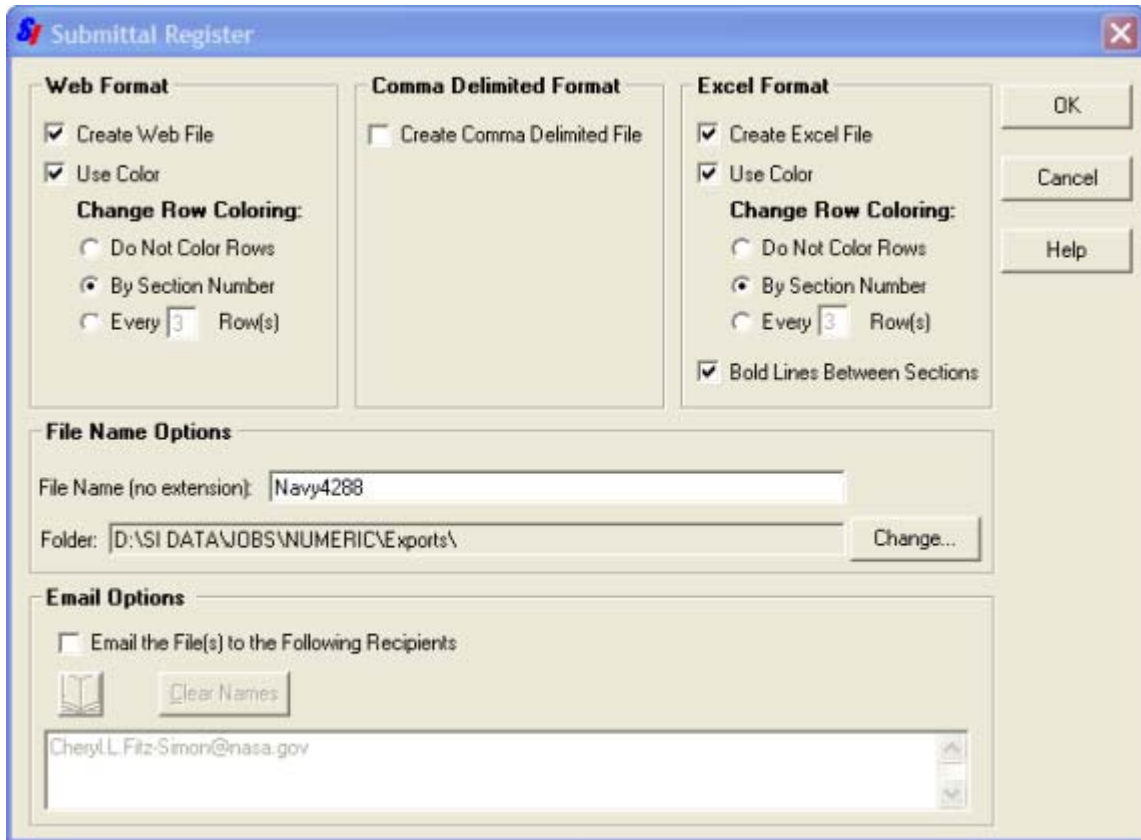 SI Submittal Register
Web Format
Create Web File
Use Color
Change Row Coloring:
Do Not Color Rows
By Section Number
Every 3 Row(s)
Comma Delimited Format
Create Comma Delimited File
Excel Format
Create Excel File
Use Color
Change Row Coloring:
Do Not Color Rows
By Section Number
Every 3 Row(s)
Bold Lines Between Sections
OK
Cancel
Help
File Name Options
File Name (no extension): Navy4288
Folder: D:\SI DATA\JOBS\NUMERIC\Exports\ Change...
Email Options
Email the File(s) to the Following Recipients
Clear Names
Cheryl.L.Fitz-Simon@nasa.gov